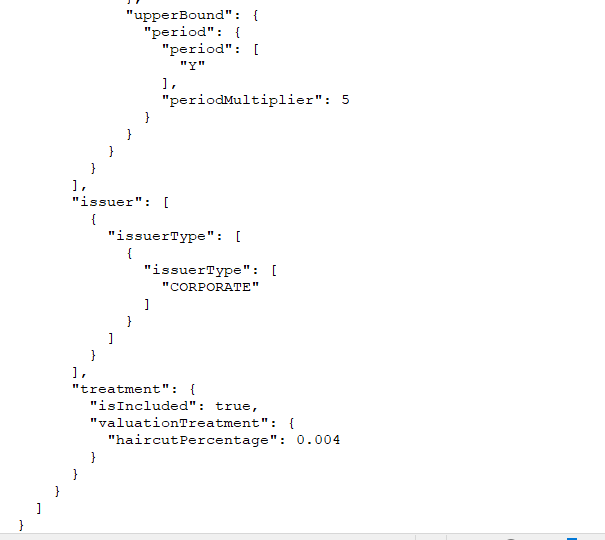 },
"upperBound": {
"period": {
"period": [
"Y"
],
"periodMultiplier": 5
}
}
}
}
],
"issuer": [
{
"issuerType": [
{
"issuerType": [
"CORPORATE"
]
}
]
}
],
"treatment": {
"isIncluded": true,
"valuationTreatment": {
"haircutPercentage": 0.004
}
}
}
]
}